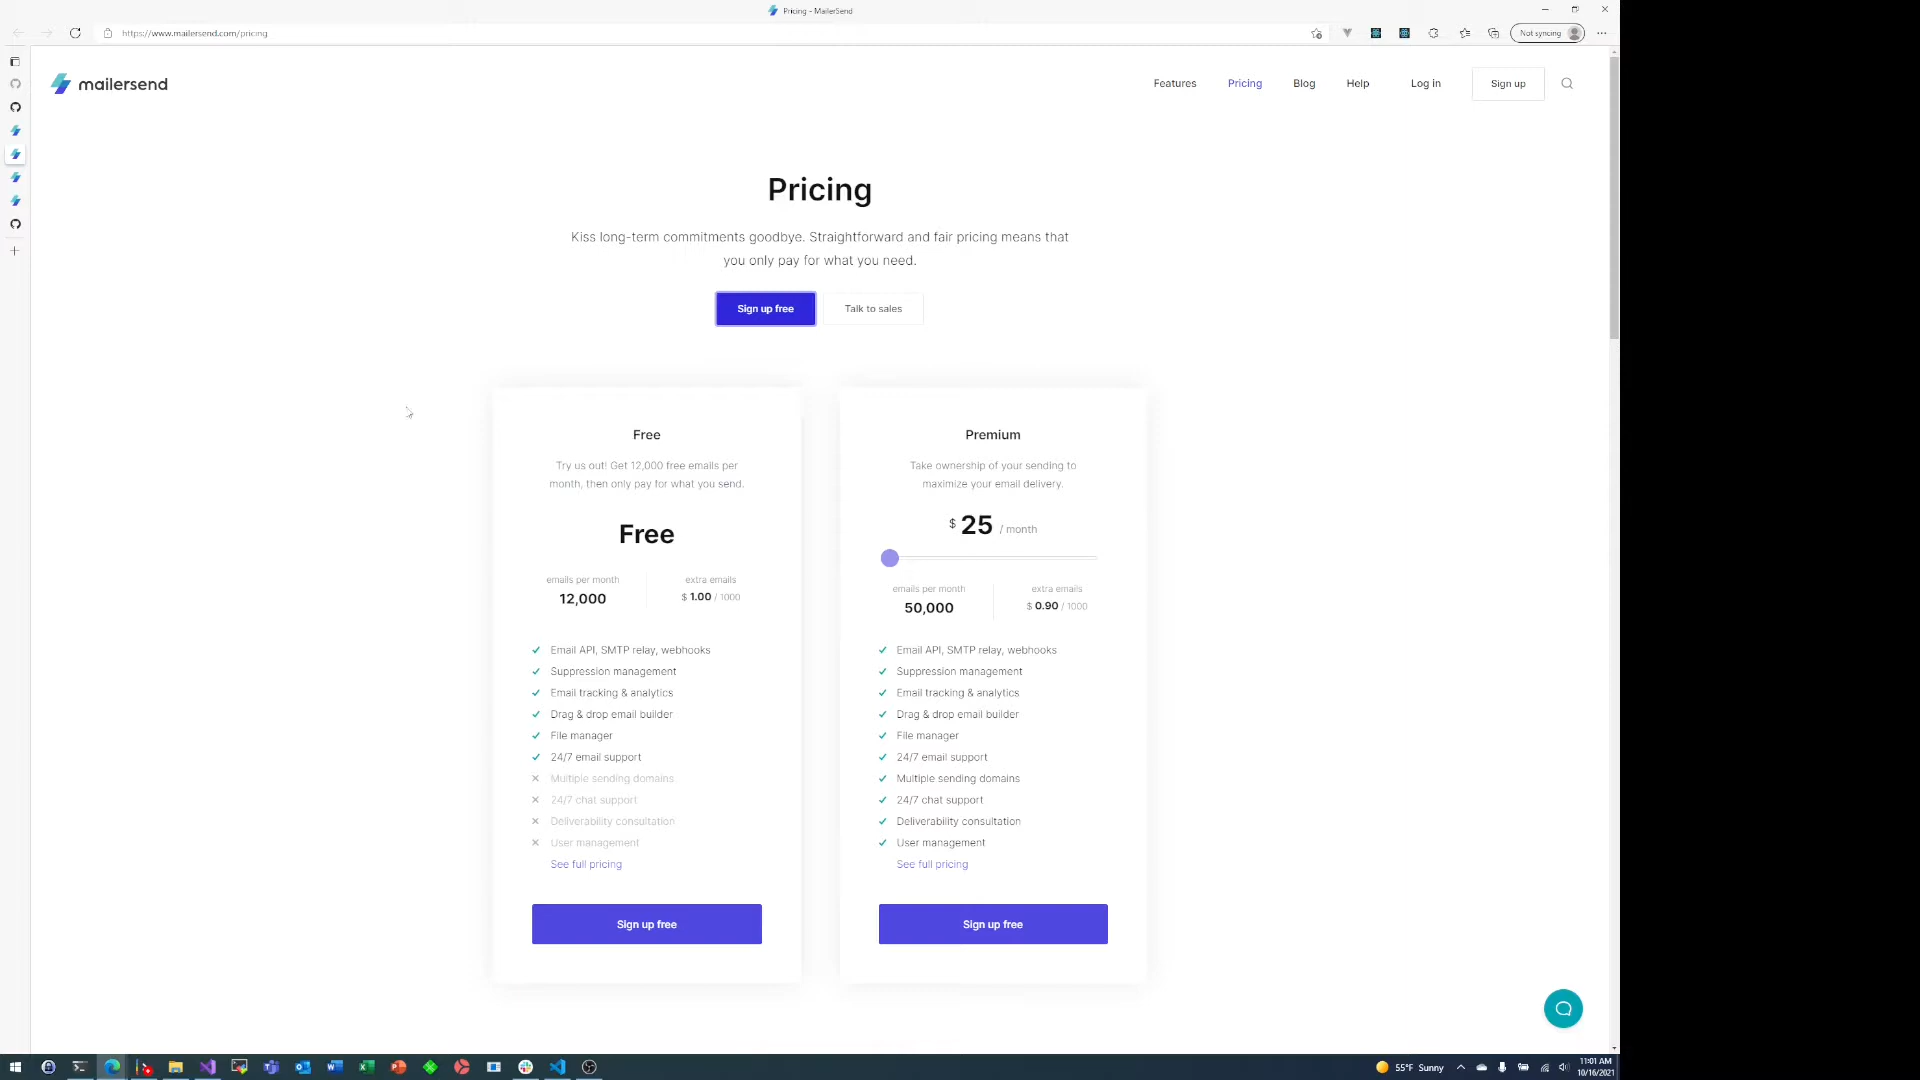 Pricing - MailerSend
https://www.mailersend.com/pricing
Not syncing
mailersend
Features
Pricing
Blog
Help
Log in
Sign up
Pricing
Kiss long-term commitments goodbye. Straightforward and fair pricing means that
you only pay for what you need.
Sign up free
Talk to sales
Free
Try us out! Get 12,000 free emails per
month, then only pay for what you send.
Free
emails per month
12,000
extra emails
$ 1.00 / 1000
Email API, SMTP relay, webhooks
Suppression management
Email tracking & analytics
Drag & drop email builder
File manager
24/7 email support
Multiple sending domains
24/7 chat support
Deliverability consultation
User management
See full pricing
Sign up free
Premium
Take ownership of your sending to
maximize your email delivery.
$ 25 / month
emails per month
50,000
extra emails
$ 0.90 / 1000
Email API, SMTP relay, webhooks
Suppression management
Email tracking & analytics
Drag & drop email builder
File manager
24/7 email support
Multiple sending domains
24/7 chat support
Deliverability consultation
User management
See full pricing
Sign up free
55°F Sunny
11:01 AM
10/16/2021